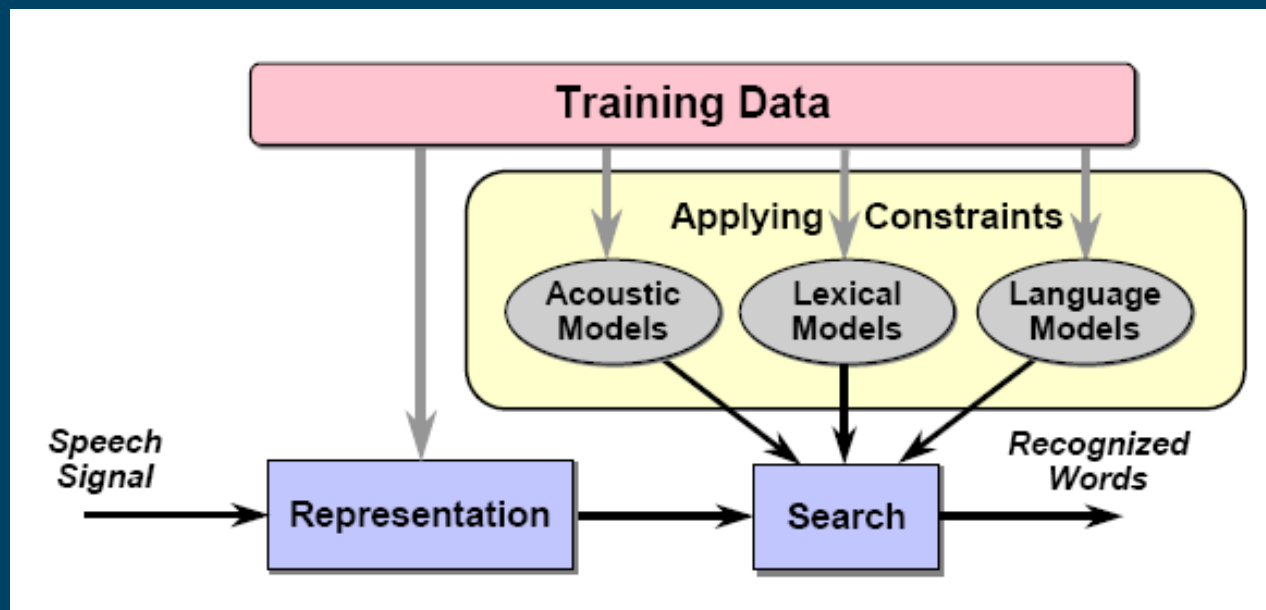 Training Data
Applying Constraints
Acoustic
Models
Lexical
Models
Language
Models
Speech
Signal
Representation
Search
Recognized
Words